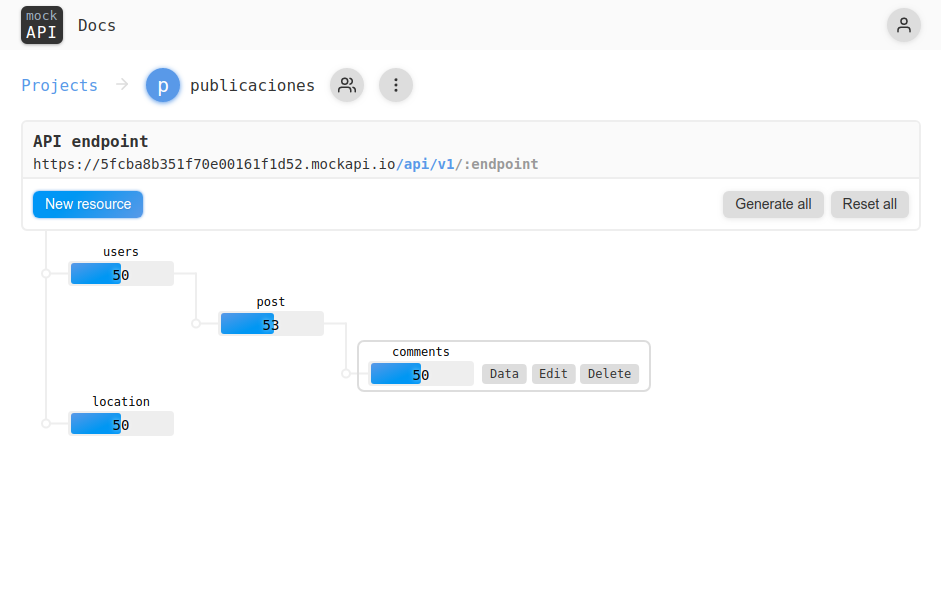 mock
API
Docs
Projects
p
publicaciones
API endpoint
https://5fcba8b351f70e00161f1d52.mockapi.io/api/v1/:endpoint
New resource
Generate all
Reset all
users
50
post
53
comments
50
Data
Edit
Delete
location
50